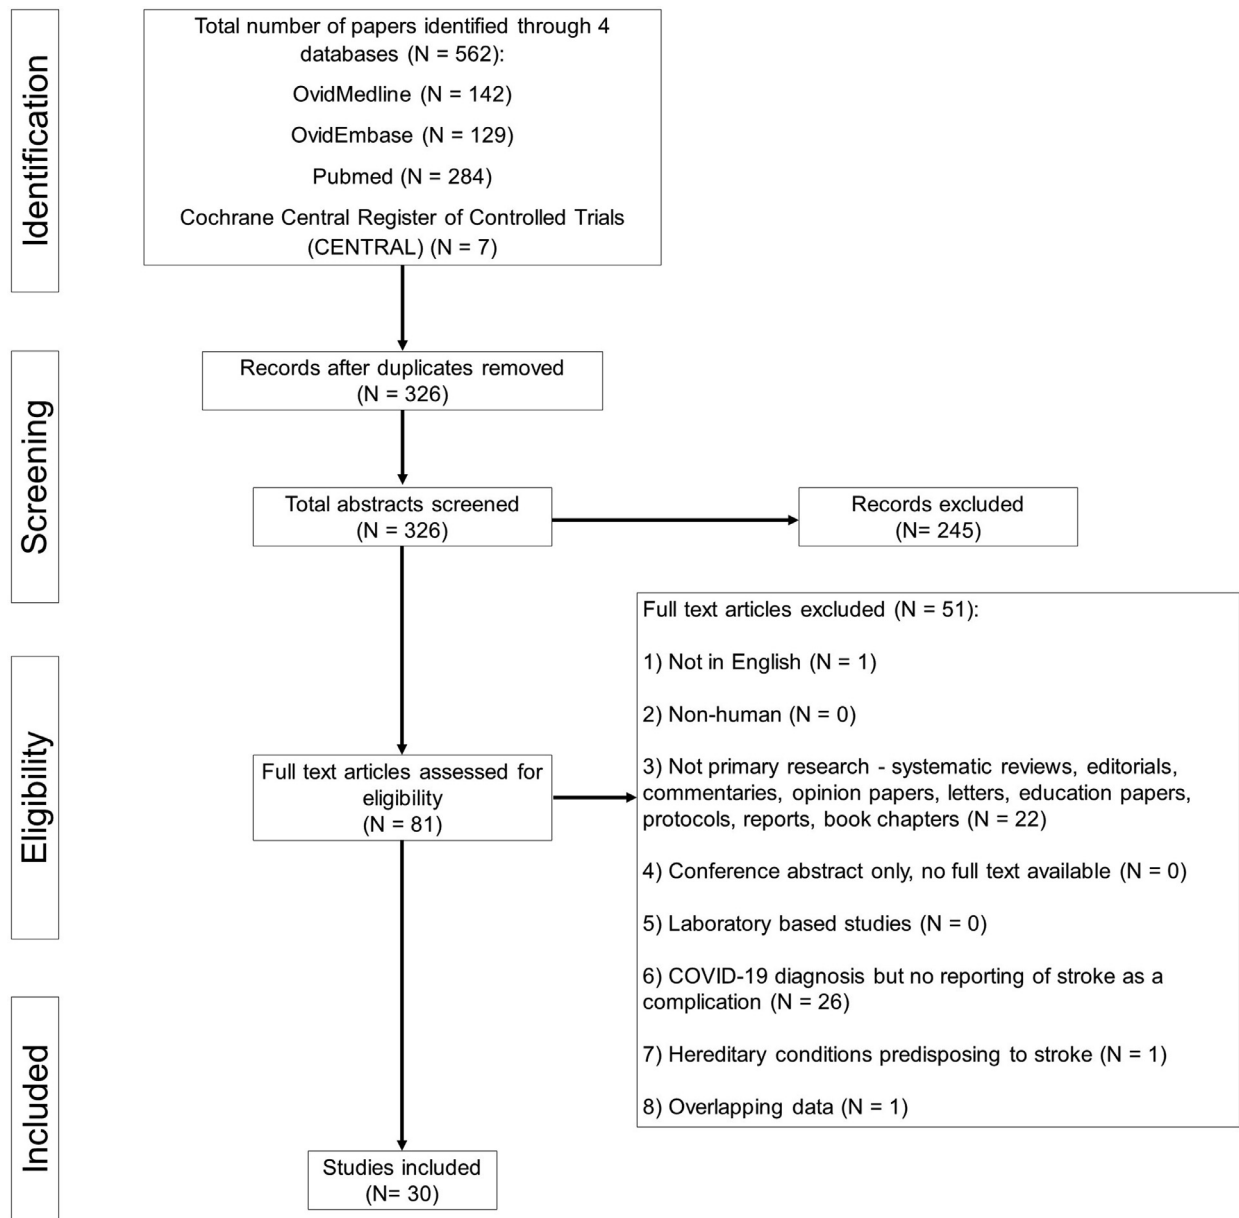 Identification
Total number of papers identified through 4
databases (N = 562):
OvidMedline (N = 142)
OvidEmbase (N = 129)
Pubmed (N = 284)
Cochrane Central Register of Controlled Trials
(CENTRAL) (N = 7)
Screening
Records after duplicates removed
(N = 326)
Total abstracts screened
(N = 326)
Records excluded
(N= 245)
Eligibility
Full text articles assessed for
eligibility
(N = 81)
Full text articles excluded (N = 51):
1) Not in English (N = 1)
2) Non-human (N = 0)
3) Not primary research - systematic reviews, editorials,
commentaries, opinion papers, letters, education papers,
protocols, reports, book chapters (N = 22)
4) Conference abstract only, no full text available (N = 0)
5) Laboratory based studies (N = 0)
6) COVID-19 diagnosis but no reporting of stroke as a
complication (N = 26)
7) Hereditary conditions predisposing to stroke (N = 1)
8) Overlapping data (N = 1)
Included
Studies included
(N= 30)